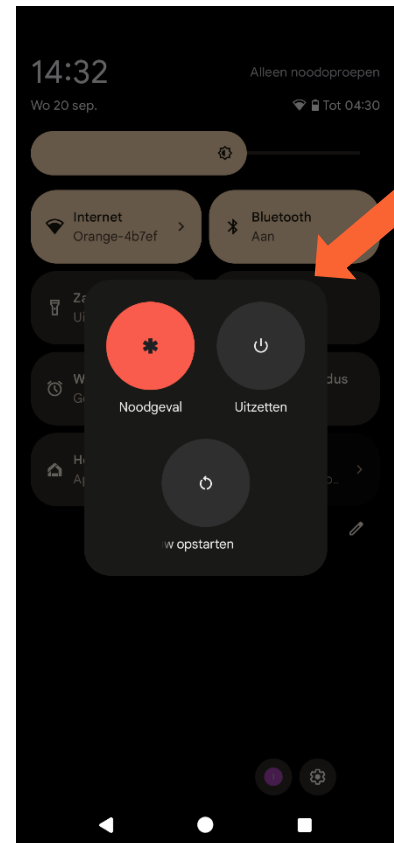 14:32
Alleen noodoproepen
Wo 20 sep.
Tot 04:30
Internet
Orange-4b7ef
Bluetooth
Aan
Noodgeval
Uitzetten
w opstarten